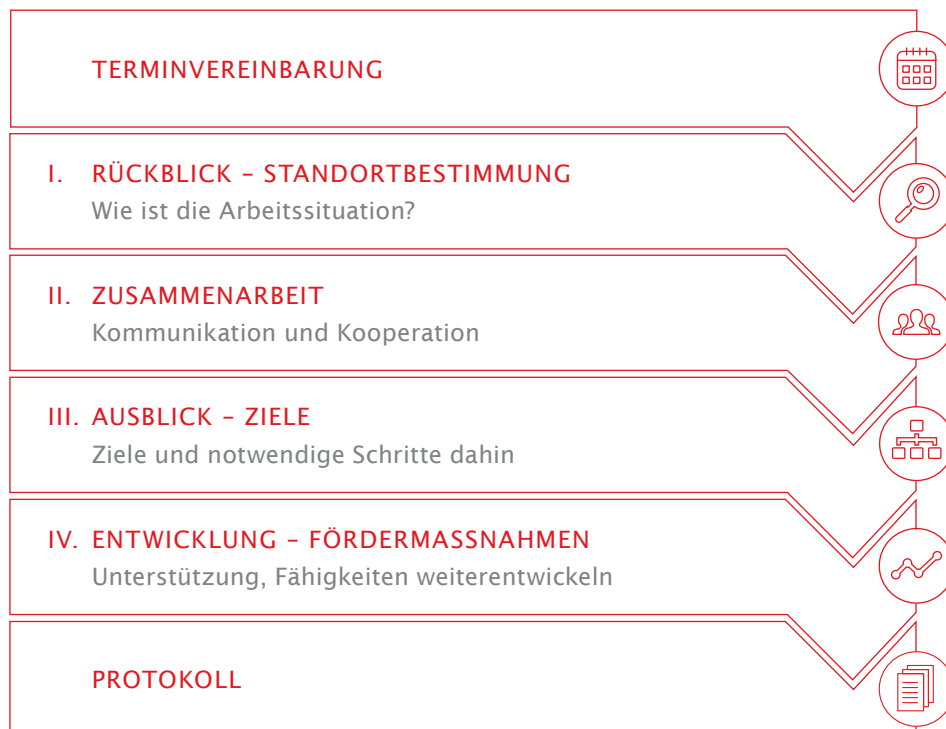 TERMINVEREINBARUNG
I. RÜCKBLICK – STANDORTBESTIMMUNG
Wie ist die Arbeitssituation?
II. ZUSAMMENARBEIT
Kommunikation und Kooperation
III. AUSBLICK – ZIELE
Ziele und notwendige Schritte dahin
IV. ENTWICKLUNG – FÖRDERMASSNAHMEN
Unterstützung, Fähigkeiten weiterentwickeln
PROTOKOLL